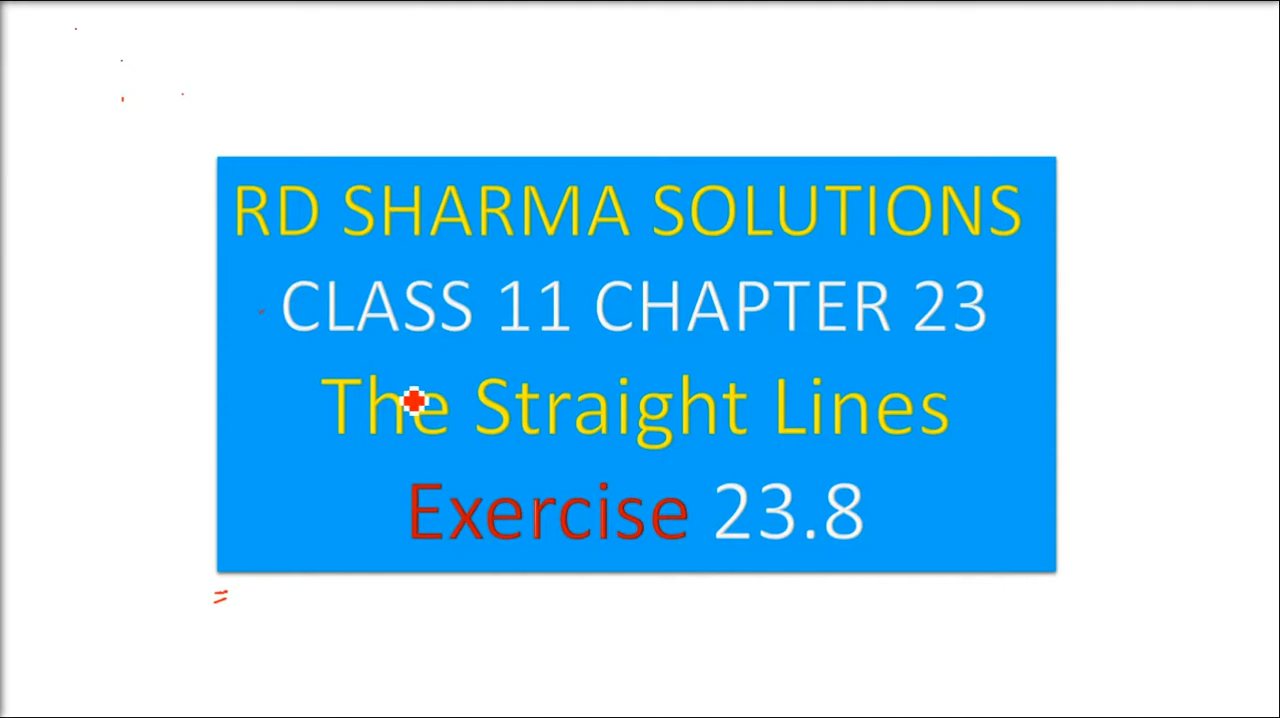 RD SHARMA SOLUTIONS
CLASS 11 CHAPTER 23
The Straight Lines
Exercise 23.8
=